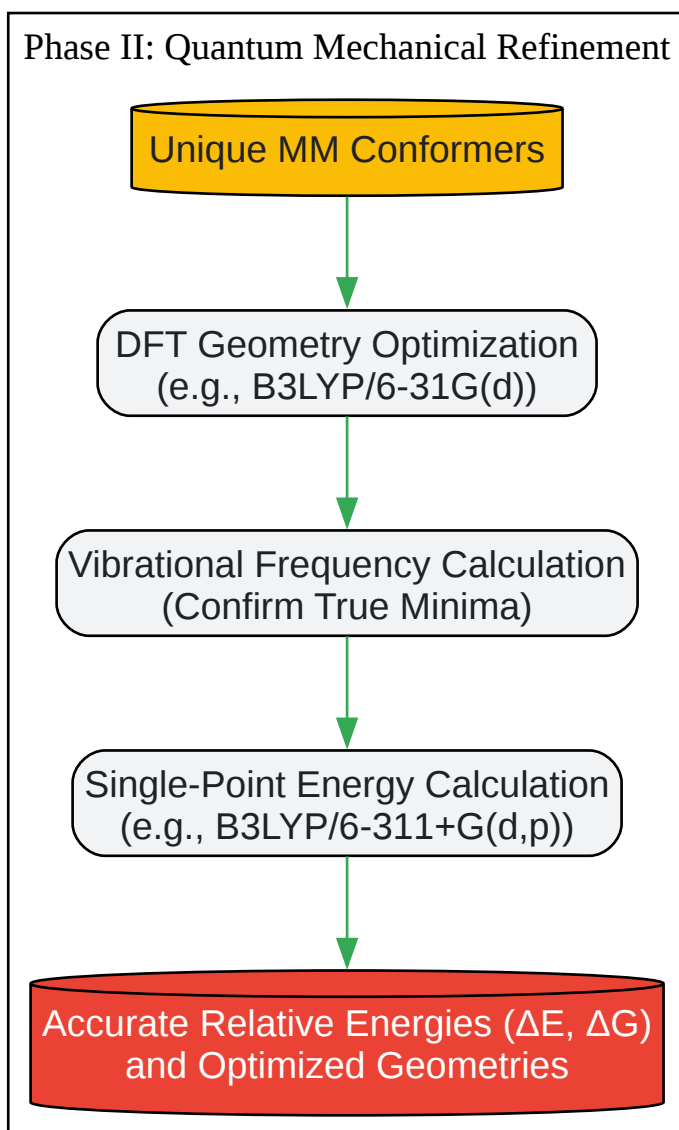 Phase II: Quantum Mechanical Refinement
Unique MM Conformers
DFT Geometry Optimization
(e.g., B3LYP/6-31G(d))
Vibrational Frequency Calculation
(Confirm True Minima)
Single-Point Energy Calculation
(e.g., B3LYP/6-311+G(d,p))
Accurate Relative Energies (ΔE, ΔG)
and Optimized Geometries